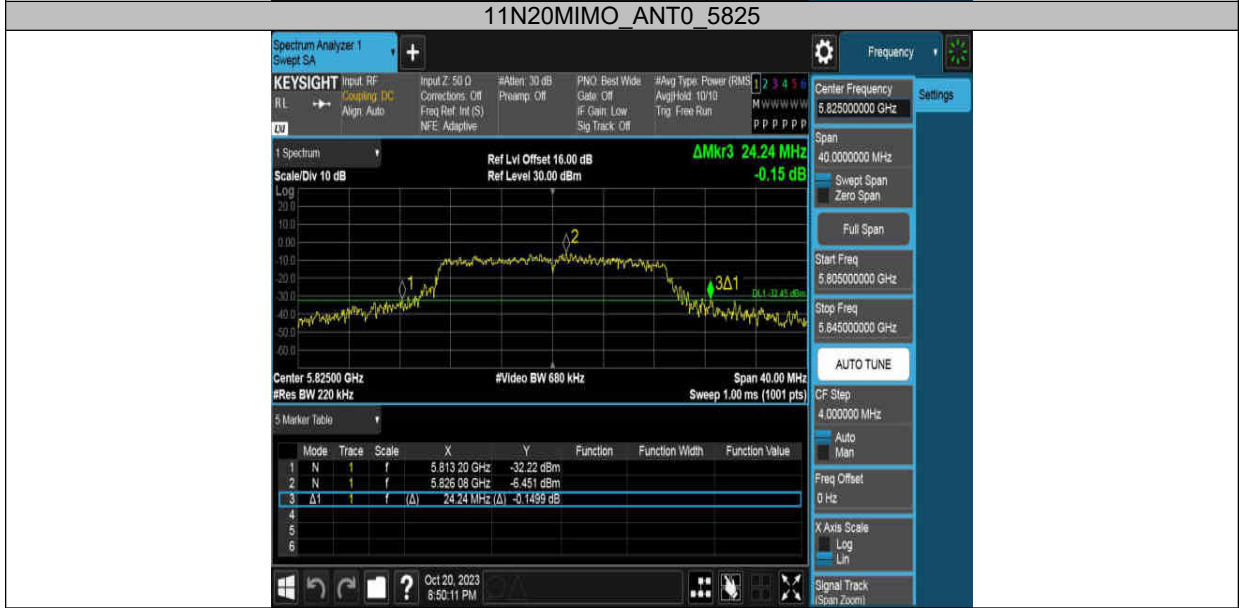 11N20MIMO_ANT0_5825
Spectrum Analyzer 1
Swept SA
+
Frequency
KEYSIGHT
RL
Input: RF
Coupling: DC
Align: Auto
Input Z: 50 Ω
Corrections: Off
Freq Ref: Int (S)
NFE: Adaptive
#Atten: 30 dB
Preamp: Off
PNO: Best Wide
Gate: Off
IF Gain: Low
Sig Track: Off
#Avg Type: Power (RMS
Avg|Hold: 10/10
Trig: Free Run
1 2 3 4 5 6
M W W W W W
P P P P P P
Center Frequency
5.825000000 GHz
Settings
Span
40.0000000 MHz
Swept Span
Zero Span
Full Span
Start Freq
5.805000000 GHz
Stop Freq
5.845000000 GHz
AUTO TUNE
CF Step
4.000000 MHz
Auto
Man
Freq Offset
0 Hz
X Axis Scale
Log
Lin
Signal Track
(Span Zoom)
1 Spectrum
Scale/Div 10 dB
Ref Lvl Offset 16.00 dB
Ref Level 30.00 dBm
ΔMkr3 24.24 MHz
-0.15 dB
Log
20.0
10.0
0.00
-10.0
-20.0
-30.0
-40.0
-50.0
-60.0
1
2
3Δ1
DL1 -32.45 dBm
Center 5.82500 GHz
#Video BW 680 kHz
Span 40.00 MHz
#Res BW 220 kHz
Sweep 1.00 ms (1001 pts)
5 Marker Table
Mode Trace Scale X Y Function Function Width Function Value
1 N 1 f 5.813 20 GHz -32.22 dBm
2 N 1 f 5.826 08 GHz -6.451 dBm
3 Δ1 1 f (Δ) 24.24 MHz (Δ) -0.1499 dB
4
5
6
?
Oct 20, 2023
8:50:11 PM